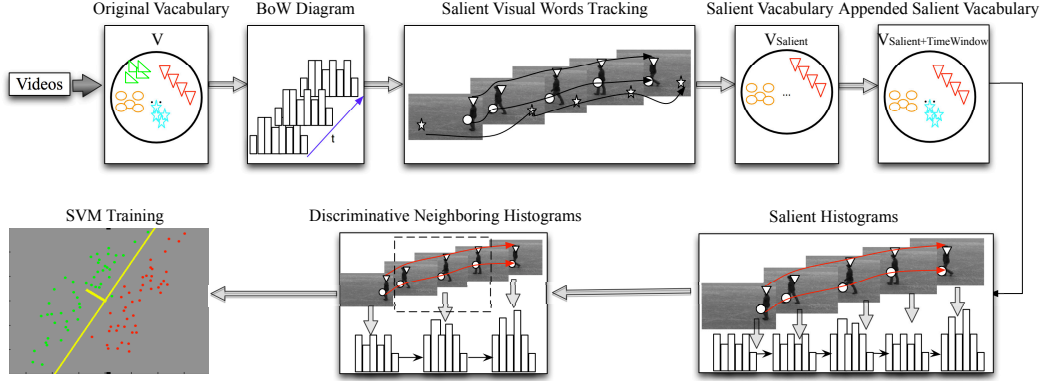 Original Vacabulary
BoW Diagram
Salient Visual Words Tracking
Salient Vacabulary
Appended Salient Vacabulary
Videos
V
t
...
VSalient
...
VSalient+TimeWindow
...
SVM Training
Discriminative Neighboring Histograms
Salient Histograms